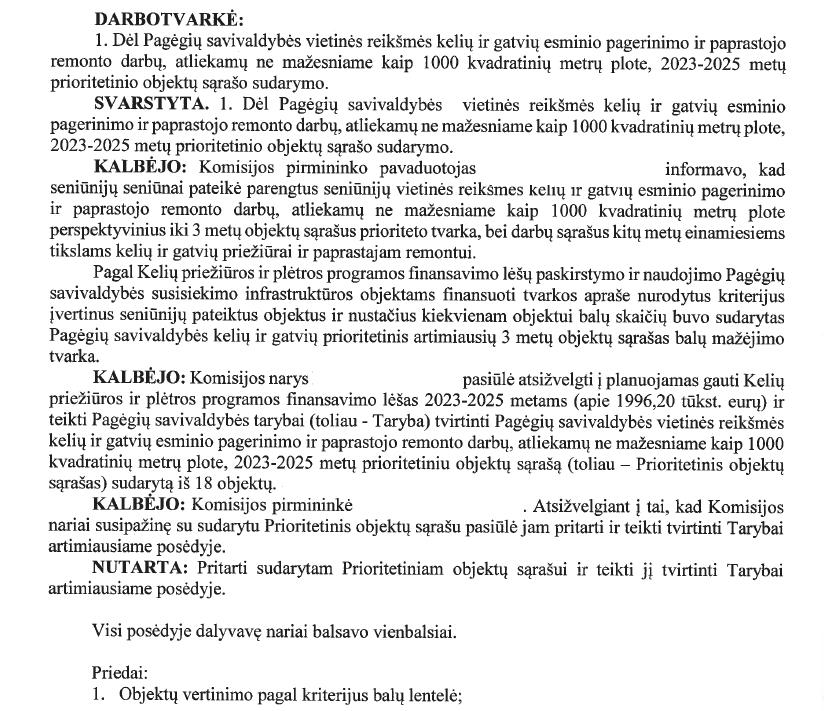 DARBOTVARKĖ:
1. Dėl Pagėgių savivaldybės vietinės reikšmės kelių ir gatvių esminio pagerinimo ir paprastojo
remonto darbų, atliekamų ne mažesniame kaip 1000 kvadratinių metrų plote, 2023-2025 metų
prioritetinio objektų sąrašo sudarymo.
SVARSTYTA. 1. Dėl Pagėgių savivaldybės vietinės reikšmės kelių ir gatvių esminio
pagerinimo ir paprastojo remonto darbų, atliekamų ne mažesniame kaip 1000 kvadratinių metrų plote,
2023-2025 metų prioritetinio objektų sąrašo sudarymo.
KALBĖJO: Komisijos pirmininko pavaduotojas informavo, kad
seniūnijų seniūnai pateikė parengtus seniūnijų vietinės reikšmės kelių ir gatvių esminio pagerinimo
ir paprastojo remonto darbų, atliekamų ne mažesniame kaip 1000 kvadratinių metrų plote
perspektyvinius iki 3 metų objektų sąrašus prioriteto tvarka, bei darbų sąrašus kitų metų einamiesiems
tikslams kelių ir gatvių priežiūrai ir paprastajam remontui.
Pagal Kelių priežiūros ir plėtros programos finansavimo lėšų paskirstymo ir naudojimo Pagėgių
savivaldybės susisiekimo infrastruktūros objektams finansuoti tvarkos apraše nurodytus kriterijus
įvertinus seniūnijų pateiktus objektus ir nustačius kiekvienam objektui balų skaičių buvo sudarytas
Pagėgių savivaldybės kelių ir gatvių prioritetinis artimiausių 3 metų objektų sąrašas balų mažėjimo
tvarka.
KALBĖJO: Komisijos narys pasiūlė atsižvelgti į planuojamas gauti Kelių
priežiūros ir plėtros programos finansavimo lėšas 2023-2025 metams (apie 1996,20 tūkst. eurų) ir
teikti Pagėgių savivaldybės tarybai (toliau - Taryba) tvirtinti Pagėgių savivaldybės vietinės reikšmės
kelių ir gatvių esminio pagerinimo ir paprastojo remonto darbų, atliekamų ne mažesniame kaip 1000
kvadratinių metrų plote, 2023-2025 metų prioritetiniu objektų sąrašą (toliau – Prioritetinis objektų
sąrašas) sudarytą iš 18 objektų.
KALBĖJO: Komisijos pirmininkė . Atsižvelgiant į tai, kad Komisijos
nariai susipažinę su sudarytu Prioritetinis objektų sąrašu pasiūlė jam pritarti ir teikti tvirtinti Tarybai
artimiausiame posėdyje.
NUTARTA: Pritarti sudarytam Prioritetiniam objektų sąrašui ir teikti jį tvirtinti Tarybai
artimiausiame posėdyje.
Visi posėdyje dalyvavę nariai balsavo vienbalsiai.
Priedai:
1. Objektų vertinimo pagal kriterijus balų lentelė;